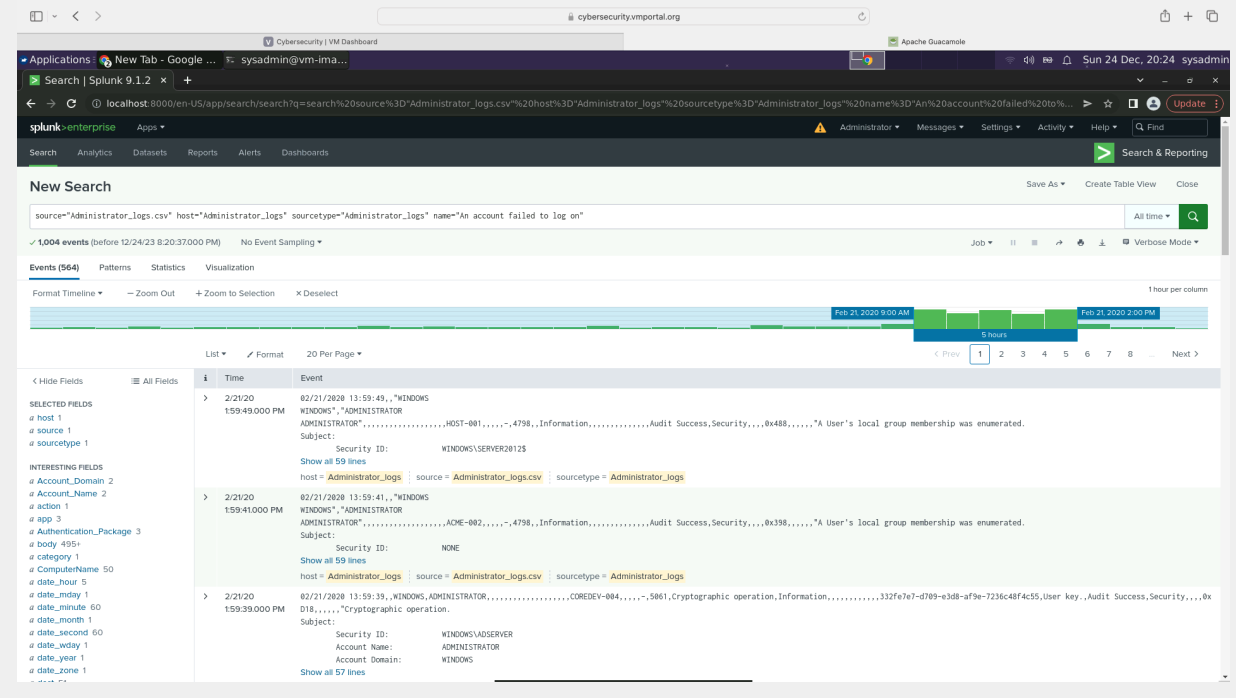 cybersecurity.vmportal.org
V Cybersecurity | VM Dashboard
Apache Guacamole
Applications : New Tab - Google ... sysadmin@vm-ima...
Sun 24 Dec, 20:24 sysadmin
Search | Splunk 9.1.2 × +
localhost:8000/en-US/app/search/search?q=search%20source%3D"Administrator_logs.csv"%20host%3D"Administrator_logs"%20sourcetype%3D"Administrator_logs"%20name%3D"An%20account%20failed%20to%...
Update
splunk>enterprise Apps
Administrator Messages Settings Activity Help Find
Search Analytics Datasets Reports Alerts Dashboards
Search & Reporting
New Search
Save As Create Table View Close
source="Administrator_logs.csv" host="Administrator_logs" sourcetype="Administrator_logs" name="An account failed to log on"
All time
✓ 1,004 events (before 12/24/23 8:20:37.000 PM) No Event Sampling
Job Verbose Mode
Events (564) Patterns Statistics Visualization
Format Timeline — Zoom Out + Zoom to Selection × Deselect
1 hour per column
Feb 21, 2020 9:00 AM
Feb 21, 2020 2:00 PM
5 hours
List Format 20 Per Page
< Prev 1 2 3 4 5 6 7 8 ... Next >
< Hide Fields All Fields
SELECTED FIELDS
a host 1
a source 1
a sourcetype 1
INTERESTING FIELDS
a Account_Domain 2
a Account_Name 2
a action 1
a app 3
a Authentication_Package 3
a body 495+
a category 1
a ComputerName 50
a date_hour 5
a date_mday 1
a date_minute 60
a date_month 1
a date_second 60
a date_wday 1
a date_year 1
a date_zone 1
i Time Event
2/21/20
1:59:49.000 PM
02/21/2020 13:59:49,,"WINDOWS
WINDOWS","ADMINISTRATOR
ADMINISTRATOR",,,,,,,,,,,,,,,,,,,HOST-001,,,,,-,4798,,Information,,,,,,,,,,,,,Audit Success,Security,,,,0x488,,,,,,"A User's local group membership was enumerated.
Subject:
Security ID: WINDOWS\SERVER2012$
Show all 59 lines
host = Administrator_logs source = Administrator_logs.csv sourcetype = Administrator_logs
2/21/20
1:59:41.000 PM
02/21/2020 13:59:41,,"WINDOWS
WINDOWS","ADMINISTRATOR
ADMINISTRATOR",,,,,,,,,,,,,,,,,,,ACME-002,,,,,-,4798,,Information,,,,,,,,,,,,,Audit Success,Security,,,,0x398,,,,,,"A User's local group membership was enumerated.
Subject:
Security ID: NONE
Show all 59 lines
host = Administrator_logs source = Administrator_logs.csv sourcetype = Administrator_logs
2/21/20
1:59:39.000 PM
02/21/2020 13:59:39,,WINDOWS,ADMINISTRATOR,,,,,,,,,,,,,,,,,,,COREDEV-004,,,,,-,5061,Cryptographic operation,Information,,,,,,,,,,,332fe7e7-d709-e3d8-af9e-7236c48f4c55,User key.,Audit Success,Security,,,,0x
D18,,,,,,"Cryptographic operation.
Subject:
Security ID: WINDOWS\ADSERVER
Account Name: ADMINISTRATOR
Account Domain: WINDOWS
Show all 57 lines